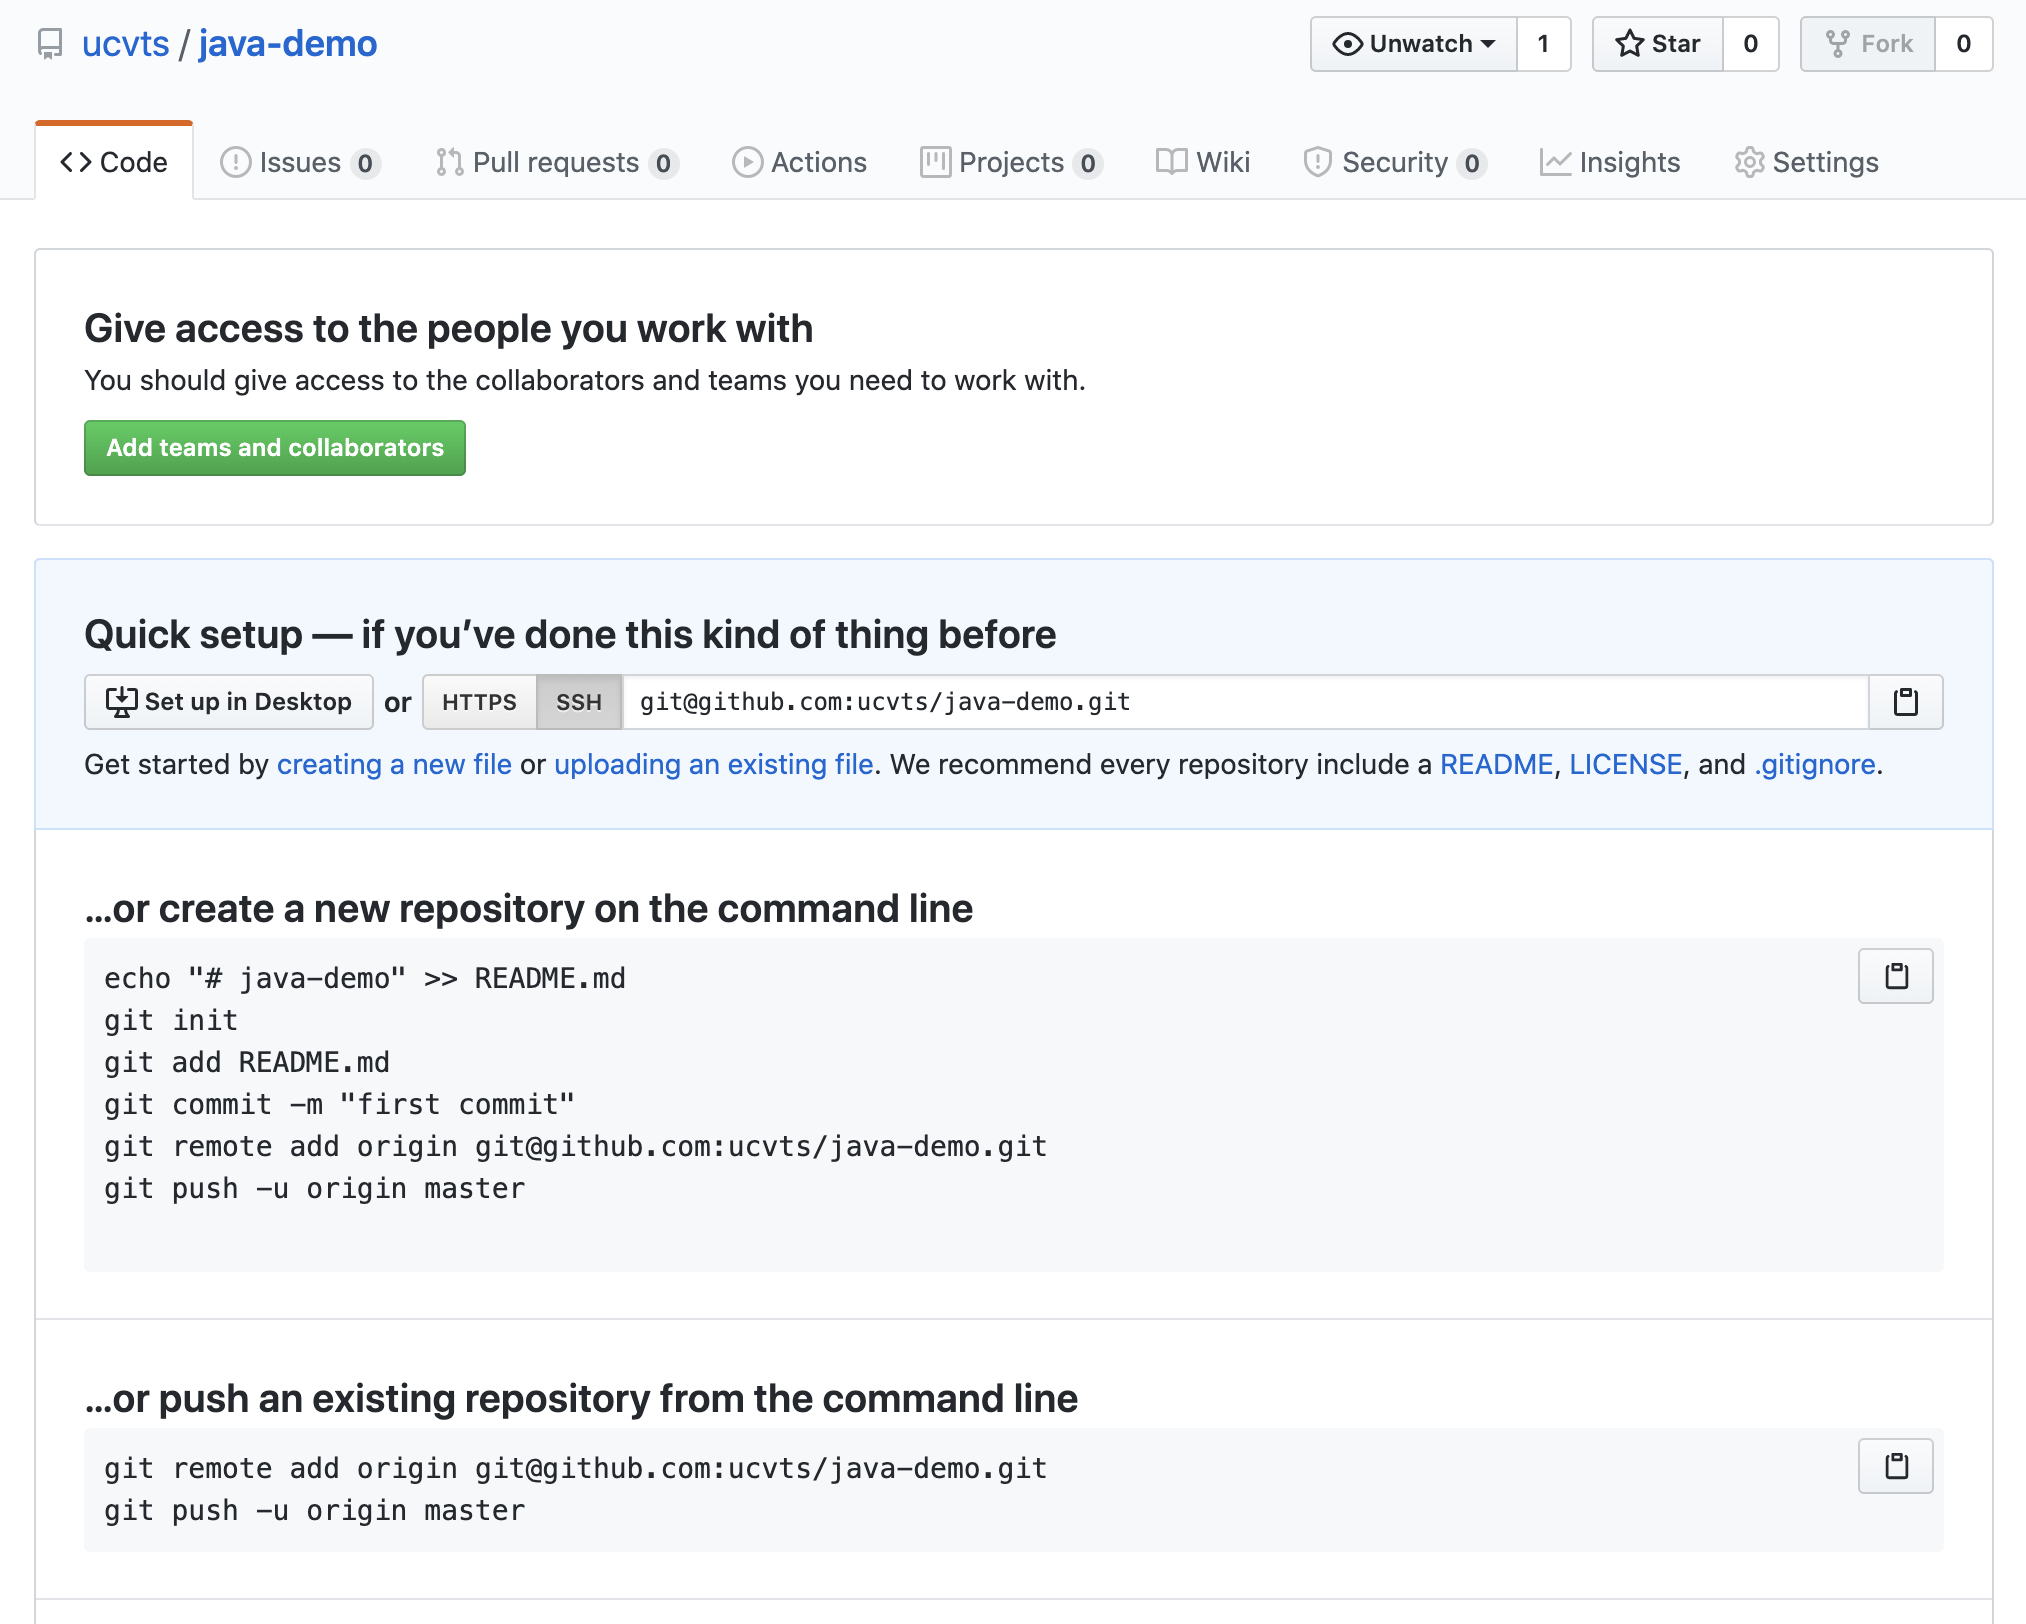 ucvts / java-demo
Unwatch 1 Star 0 Fork 0
Code Issues 0 Pull requests 0 Actions Projects 0 Wiki Security 0 Insights Settings
Give access to the people you work with
You should give access to the collaborators and teams you need to work with.
Add teams and collaborators
Quick setup — if you’ve done this kind of thing before
Set up in Desktop or HTTPS SSH git@github.com:ucvts/java-demo.git
Get started by creating a new file or uploading an existing file. We recommend every repository include a README, LICENSE, and .gitignore.
…or create a new repository on the command line
echo "# java-demo" >> README.md
git init
git add README.md
git commit -m "first commit"
git remote add origin git@github.com:ucvts/java-demo.git
git push -u origin master
…or push an existing repository from the command line
git remote add origin git@github.com:ucvts/java-demo.git
git push -u origin master